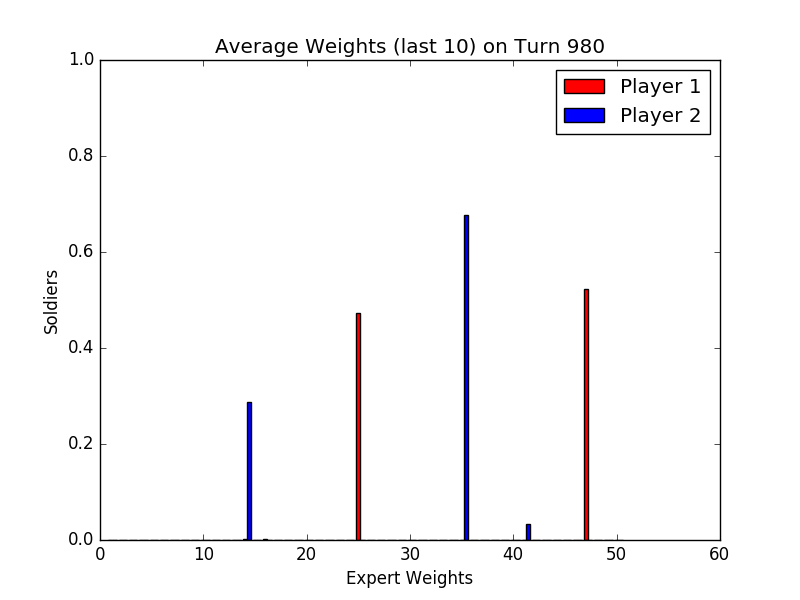 Average Weights (last 10) on Turn 980
Player 1
Player 2
1.0
0.8
0.6
0.4
0.2
0.0
Soldiers
0 10 20 30 40 50 60
Expert Weights